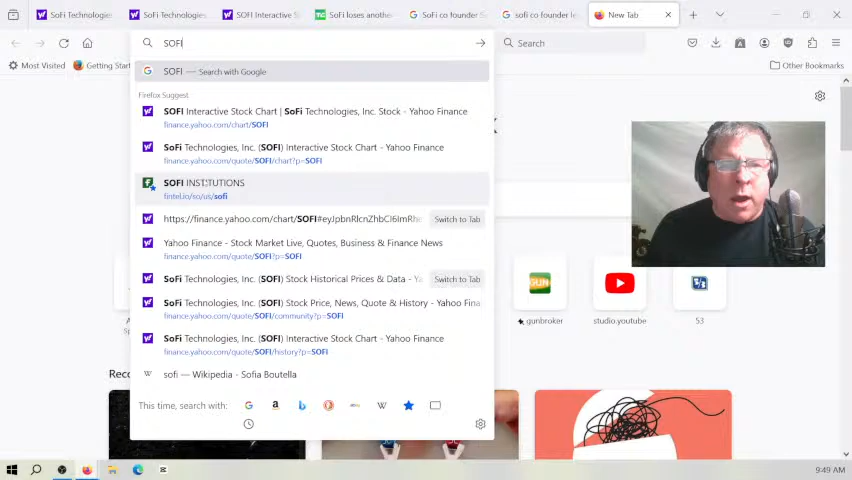 SoFi Technologies
SoFi Technologies,
SOFI Interactive S
SoFi loses anothe
SoFi co founder S
sofi co founder le
New Tab
SOFI
Search
Most Visited
Getting Start
Other Bookmarks
SOFI — Search with Google
Firefox Suggest
SOFI Interactive Stock Chart | SoFi Technologies, Inc. Stock - Yahoo Finance
finance.yahoo.com/chart/SOFI
SoFi Technologies, Inc. (SOFI) Interactive Stock Chart - Yahoo Finance
finance.yahoo.com/quote/SOFI/chart?p=SOFI
SOFI INSTITUTIONS
fintel.io/so/us/sofi
Switch to Tab
Yahoo Finance - Stock Market Live, Quotes, Business & Finance News
finance.yahoo.com/quote/SOFI?p=SOFI
SoFi Technologies, Inc. (SOFI) Stock Historical Prices & Data - Ya
Switch to Tab
SoFi Technologies, Inc. (SOFI) Stock Price, News, Quote & History - Yahoo Fina
finance.yahoo.com/quote/SOFI/community?p=SOFI
SoFi Technologies, Inc. (SOFI) Interactive Stock Chart - Yahoo Finance
finance.yahoo.com/quote/SOFI/history?p=SOFI
sofi — Wikipedia - Sofia Boutella
This time, search with:
GUN
gunbroker
studio.youtube
53
Reco
9:49 AM